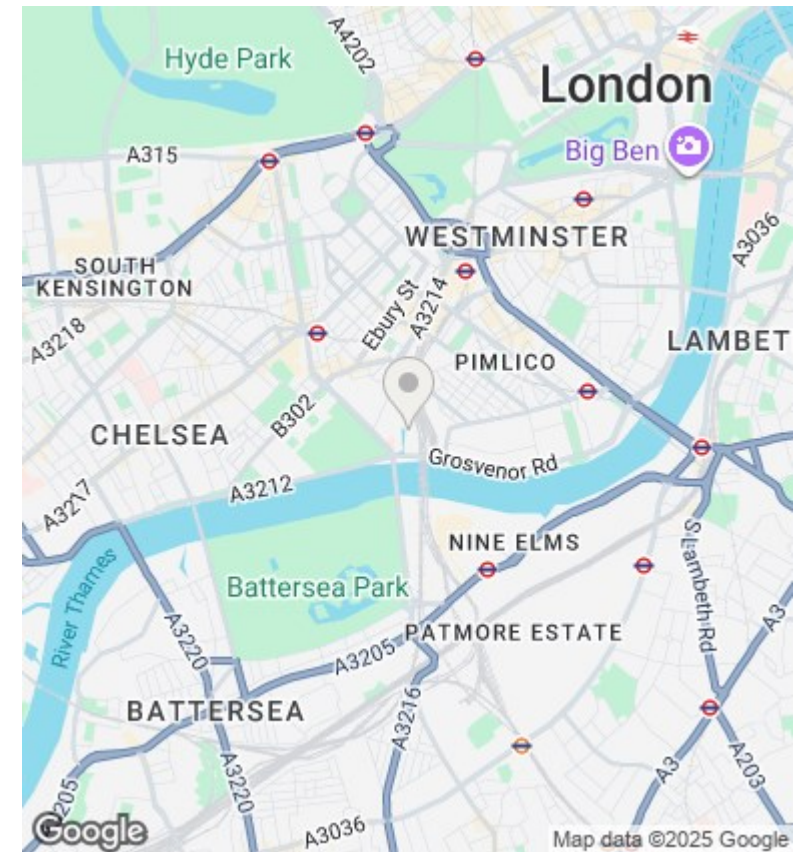 Hyde Park
A4202
London
A315
Big Ben
WESTMINSTER
A3036
SOUTH
KENSINGTON
Ebury St
A3214
A3218
LAMBET
PIMLICO
B302
CHELSEA
Grosvenor Rd
A3212
A3217
NINE ELMS
S Lambeth Rd
Battersea Park
River Thames
A3220
PATMORE ESTATE
A3
A3205
BATTERSEA
A3216
A203
A3
A205
A3220
A3036
Google
Map data ©2025 Google